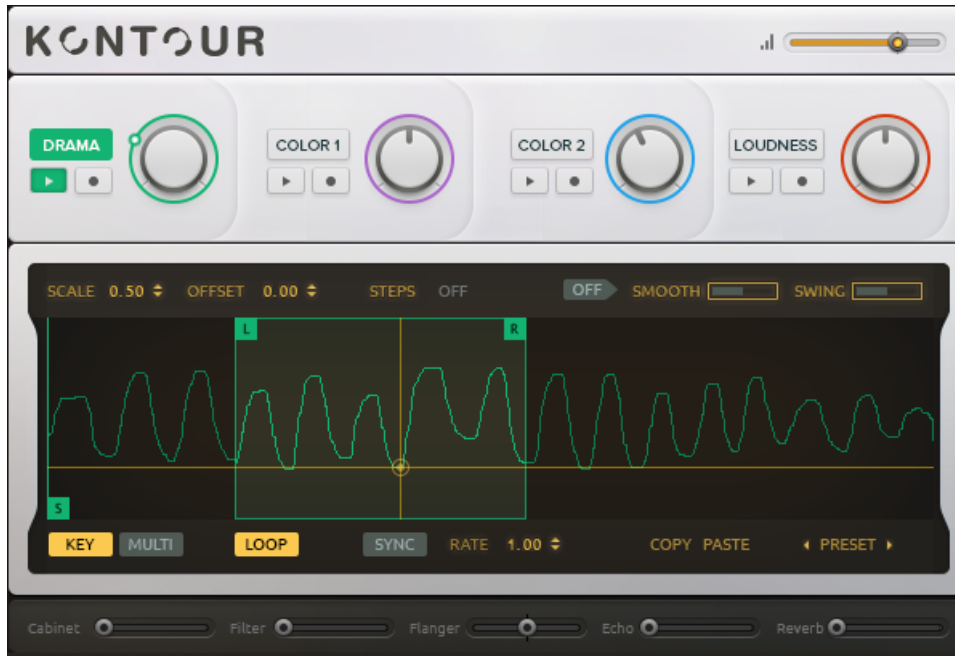 KONTOUR
DRAMA COLOR 1 COLOR 2 LOUDNESS
SCALE 0.50 OFFSET 0.00 STEPS OFF OFF SMOOTH SWING
L R
S
KEY MULTI LOOP SYNC RATE 1.00 COPY PASTE PRESET
Cabinet Filter Flanger Echo Reverb